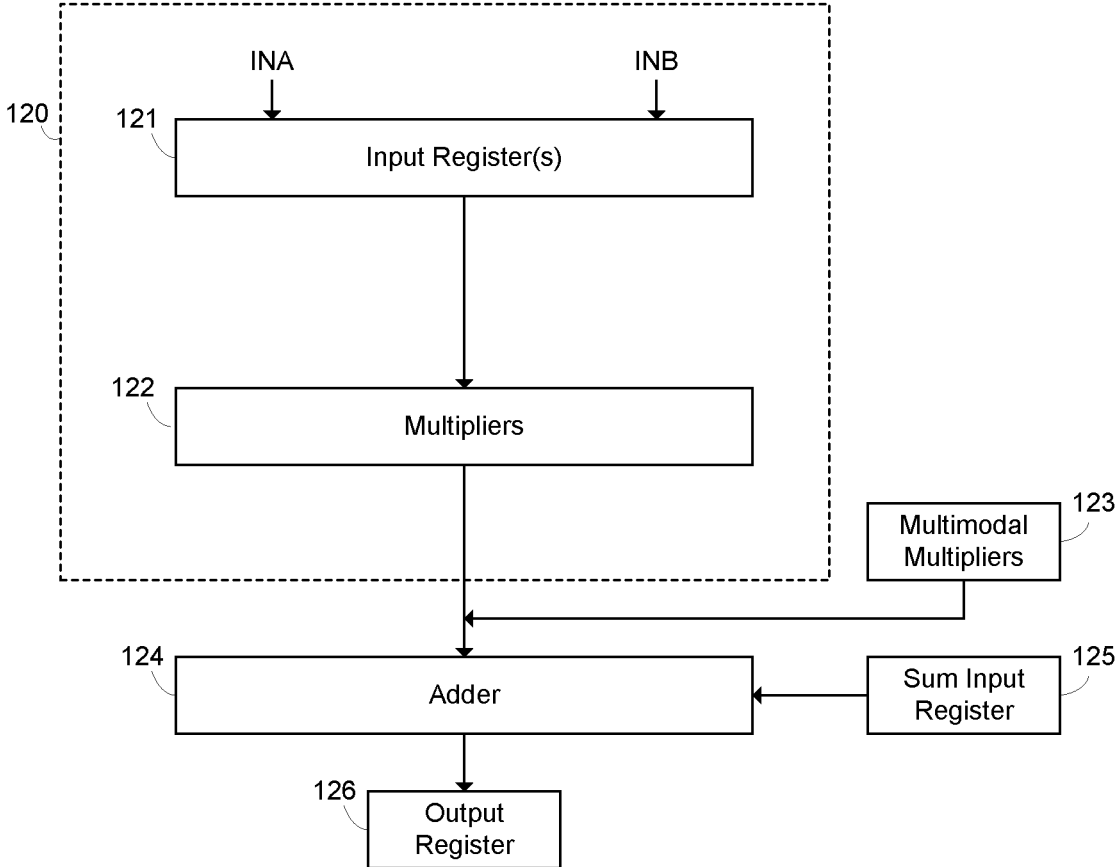 INA
INB
120
121
Input Register(s)
122
Multipliers
123
Multimodal
Multipliers
124
Adder
125
Sum Input
Register
126
Output
Register